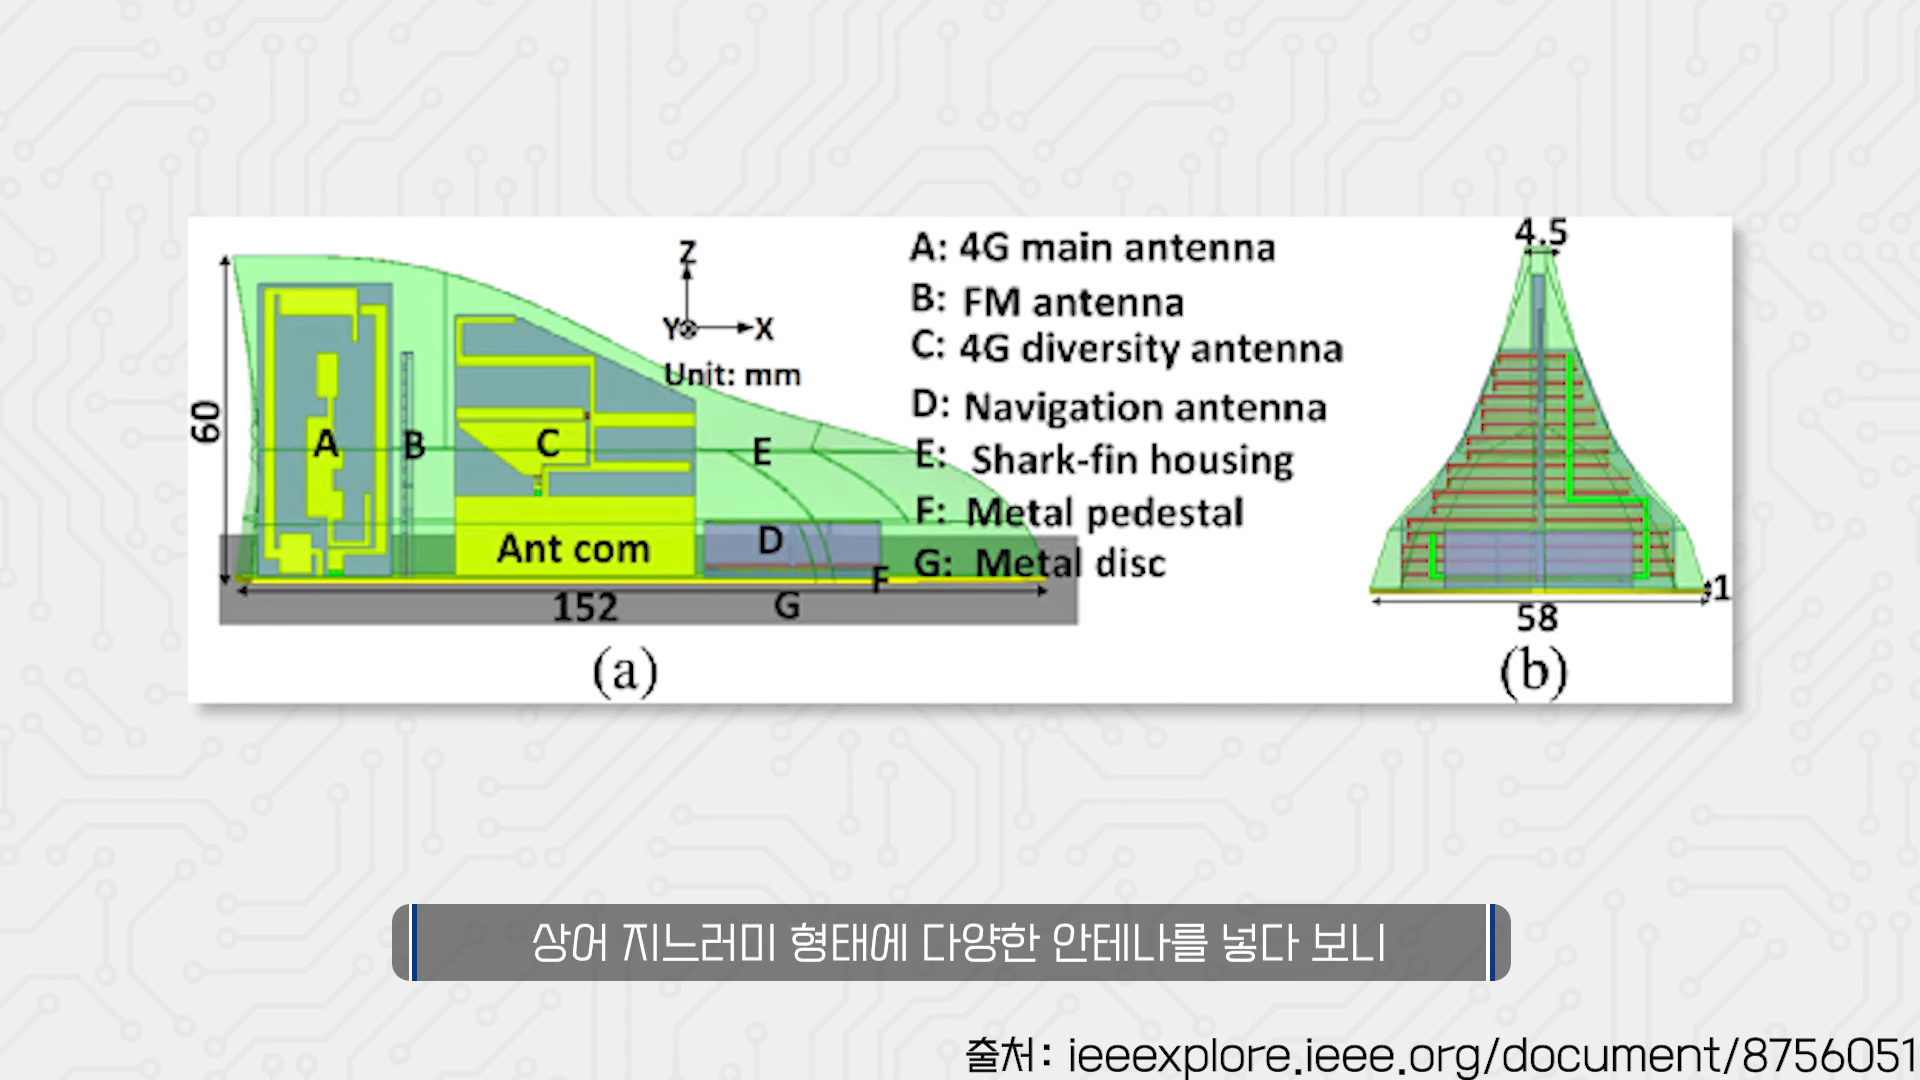 Z
Y
X
Unit: mm
60
A
B
C
E
Ant com
D
F
152
G
(a)
A: 4G main antenna
B: FM antenna
C: 4G diversity antenna
D: Navigation antenna
E: Shark-fin housing
F: Metal pedestal
G: Metal disc
4.5
1
58
(b)
상어 지느러미 형태에 다양한 안테나를 넣다 보니
출처: ieeexplore.ieee.org/document/8756051